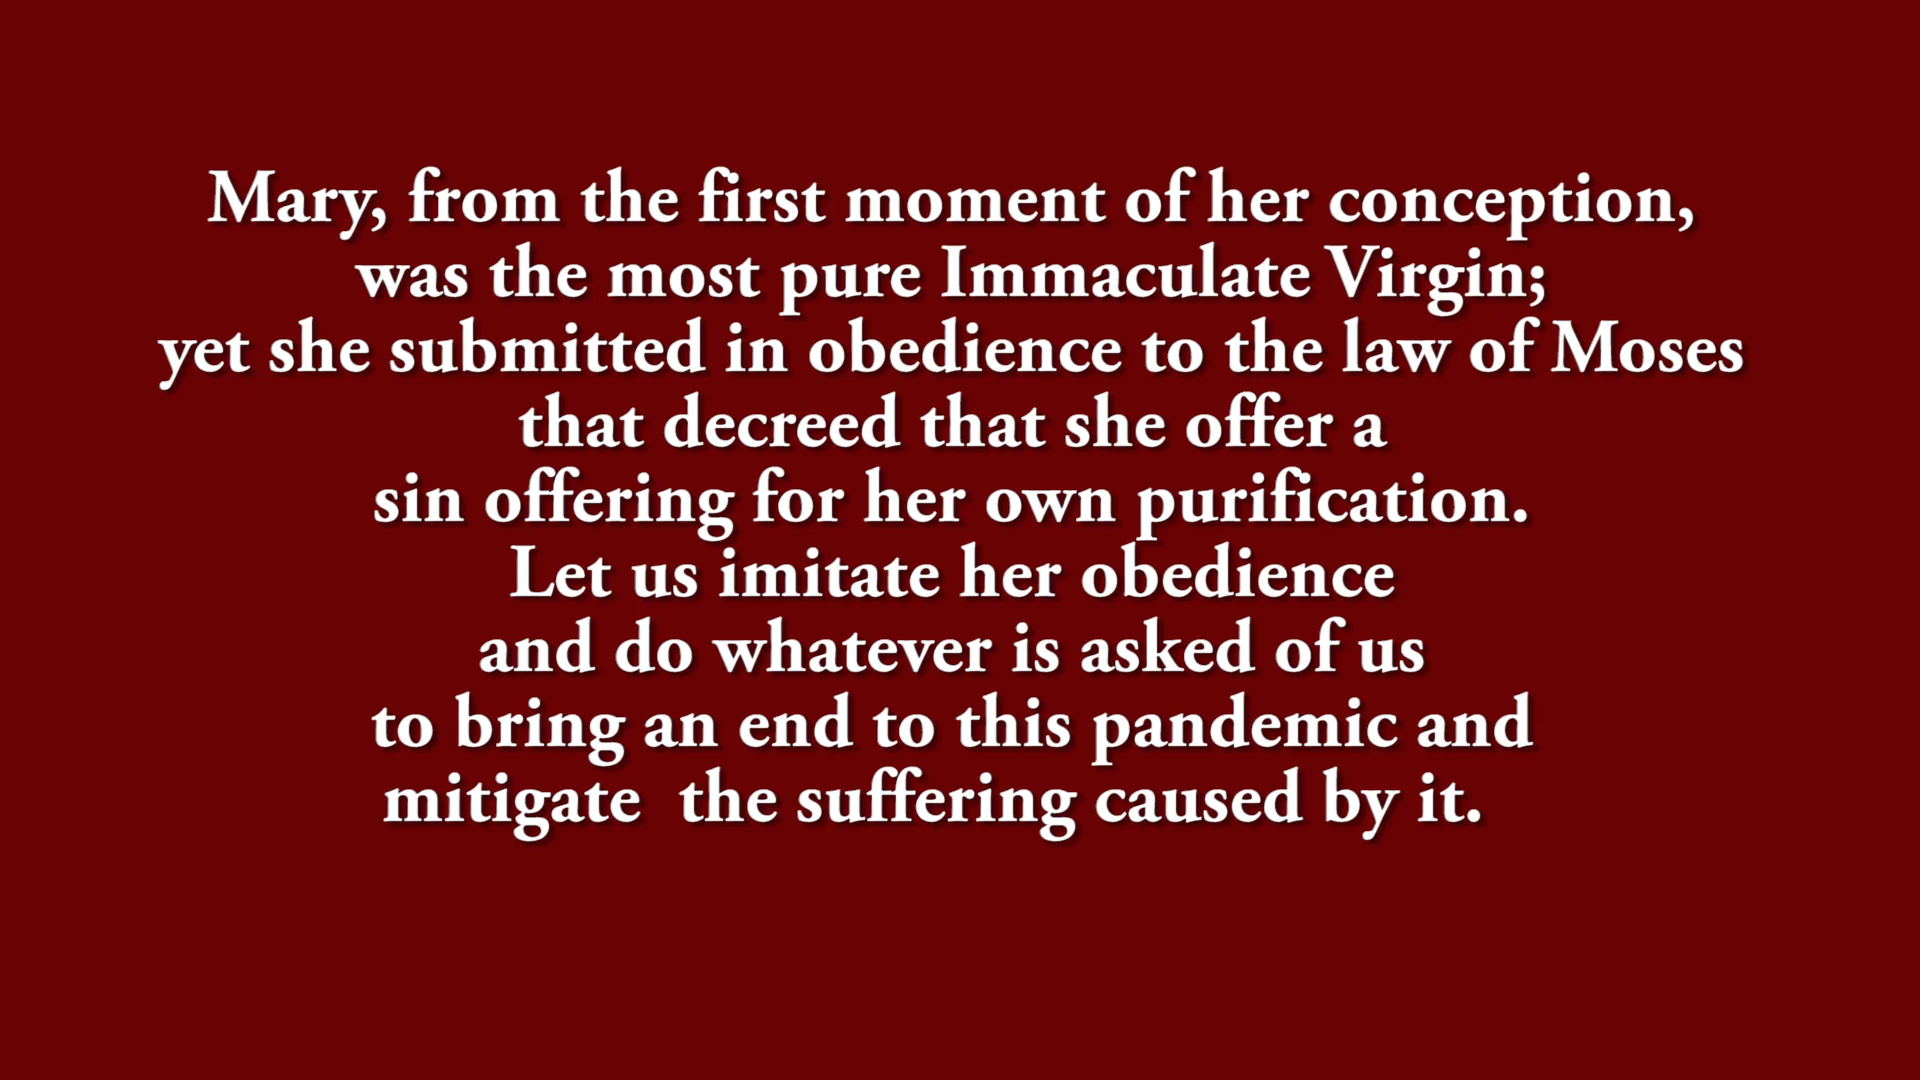 Mary, from the first moment of her conception,
was the most pure Immaculate Virgin;
yet she submitted in obedience to the law of Moses
that decreed that she offer a
sin offering for her own purification.
Let us imitate her obedience
and do whatever is asked of us
to bring an end to this pandemic and
mitigate  the suffering caused by it.